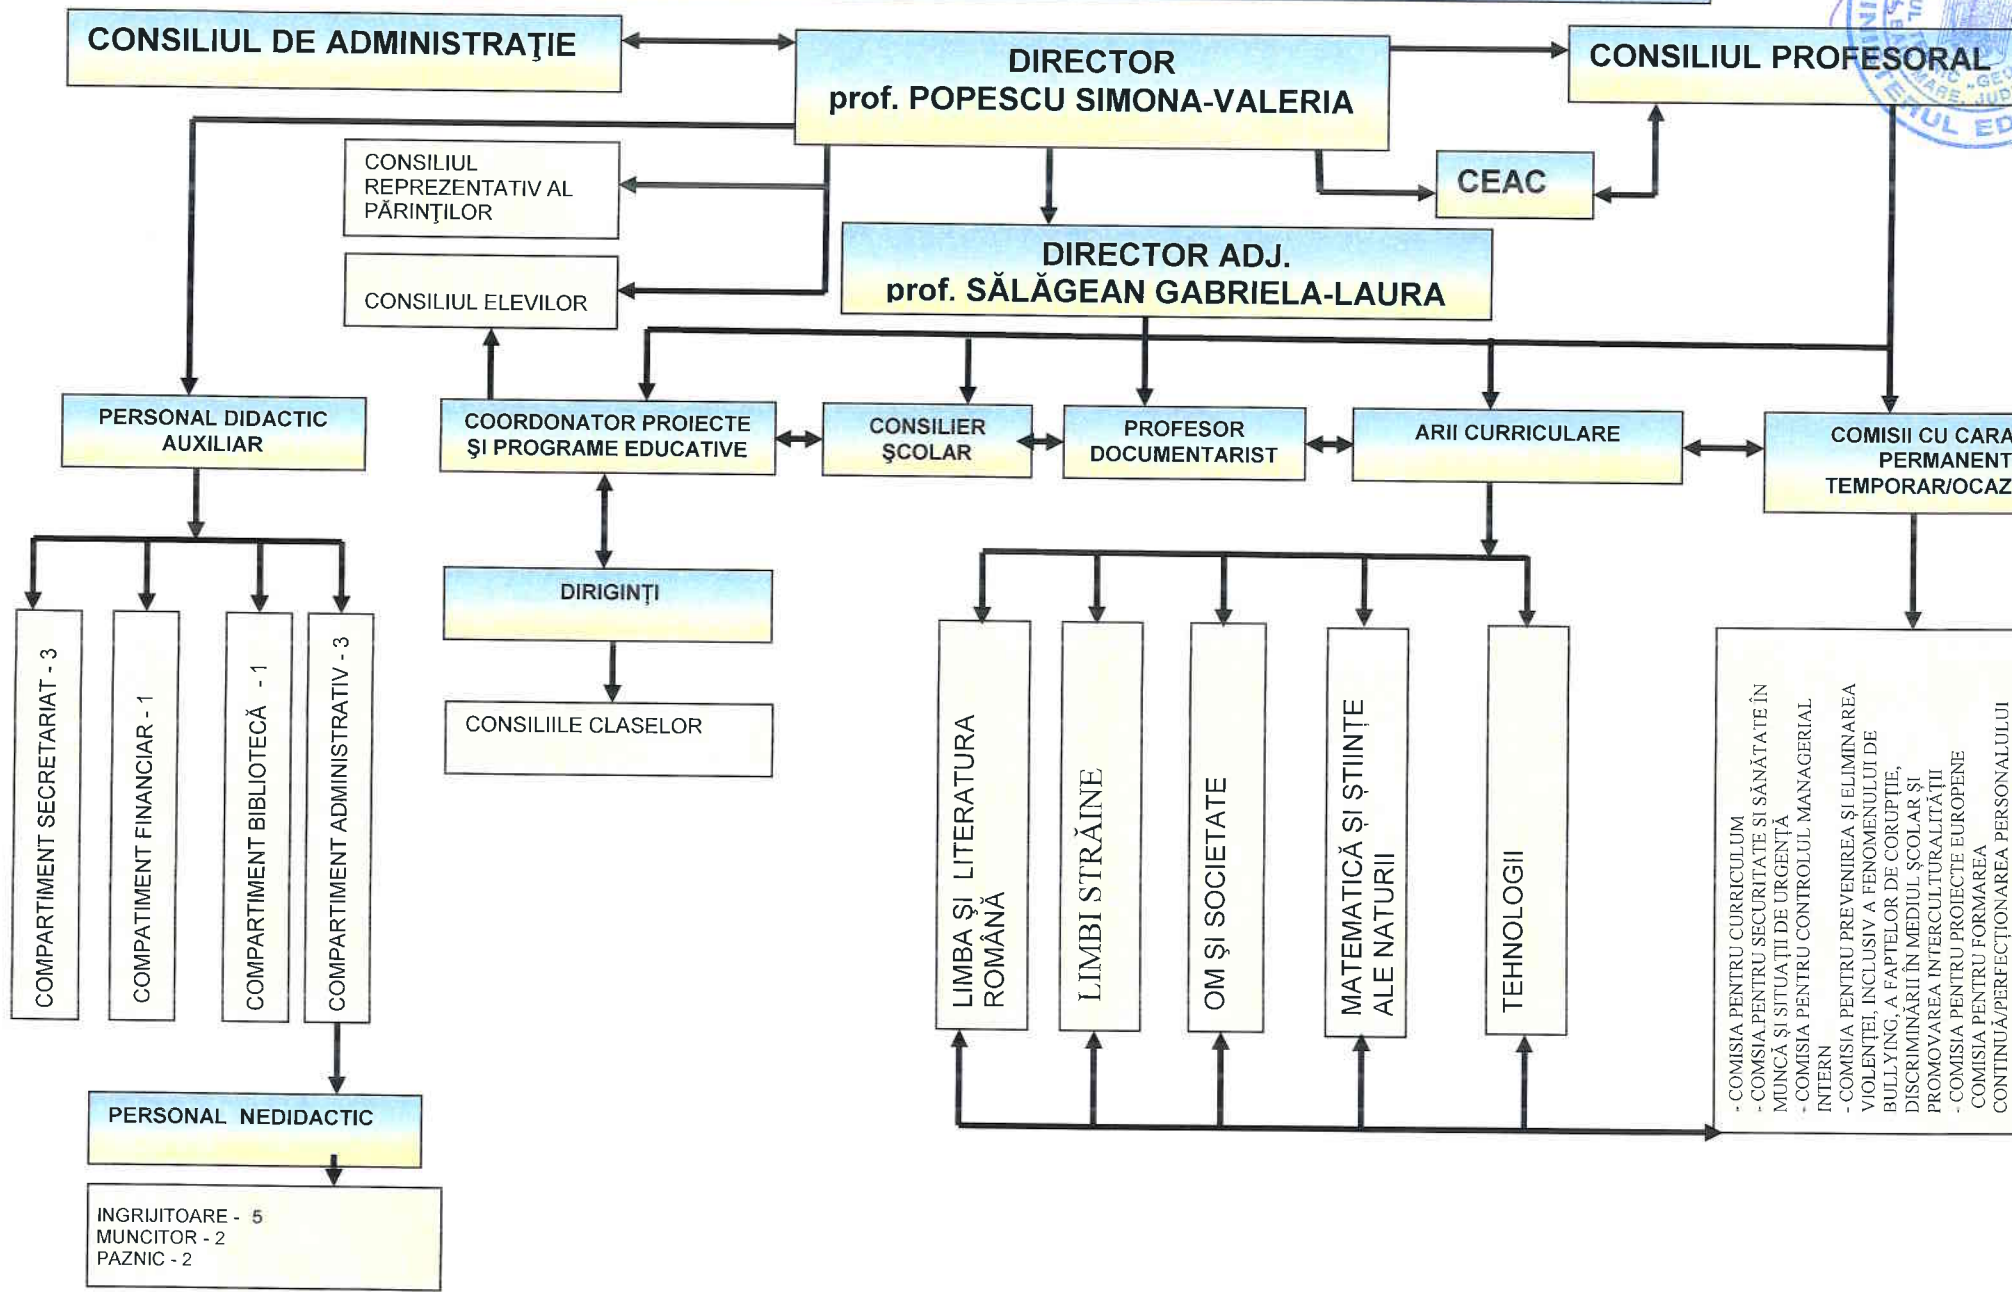 CONSILIUL DE ADMINISTRAŢIE
DIRECTOR
prof. POPESCU SIMONA-VALERIA
CONSILIUL PROFESORAL
CONSILIUL
REPREZENTATIV AL
PĂRINŢILOR
CEAC
DIRECTOR ADJ.
prof. SĂLĂGEAN GABRIELA-LAURA
CONSILIUL ELEVILOR
PERSONAL DIDACTIC
AUXILIAR
COORDONATOR PROIECTE
ŞI PROGRAME EDUCATIVE
CONSILIER
ŞCOLAR
PROFESOR
DOCUMENTARIST
ARII CURRICULARE
COMISII CU CARA
PERMANENT
TEMPORAR/OCAZ
DIRIGINŢI
CONSILIILE CLASELOR
COMPARTIMENT SECRETARIAT - 3
COMPATIMENT FINANCIAR - 1
COMPARTIMENT BIBLIOTECĂ - 1
COMPARTIMENT ADMINISTRATIV - 3
LIMBA ŞI LITERATURA
ROMÂNĂ
LIMBI STRĂINE
OM ŞI SOCIETATE
MATEMATICĂ ŞI ŞTIINŢE
ALE NATURII
TEHNOLOGII
- COMISIA PENTRU CURRICULUM
- COMSIA PENTRU SECURITATE SI SĂNĂTATE ÎN
MUNCĂ ŞI SITUAŢII DE URGENŢĂ
- COMISIA PENTRU CONTROLUL MANAGERIAL
INTERN
- COMISIA PENTRU PREVENIREA ŞI ELIMINAREA
VIOLENŢEI, INCLUSIV A FENOMENULUI DE
BULLYING, A FAPTELOR DE CORUPŢIE,
DISCRIMINĂRII ÎN MEDIUL ŞCOLAR ŞI
PROMOVAREA INTERCULTURALITĂŢII
- COMISIA PENTRU PROIECTE EUROPENE
COMISIA PENTRU FORMAREA
CONTINUĂ/PERFECŢIONAREA PERSONALULUI
PERSONAL NEDIDACTIC
INGRIJITOARE - 5
MUNCITOR - 2
PAZNIC - 2